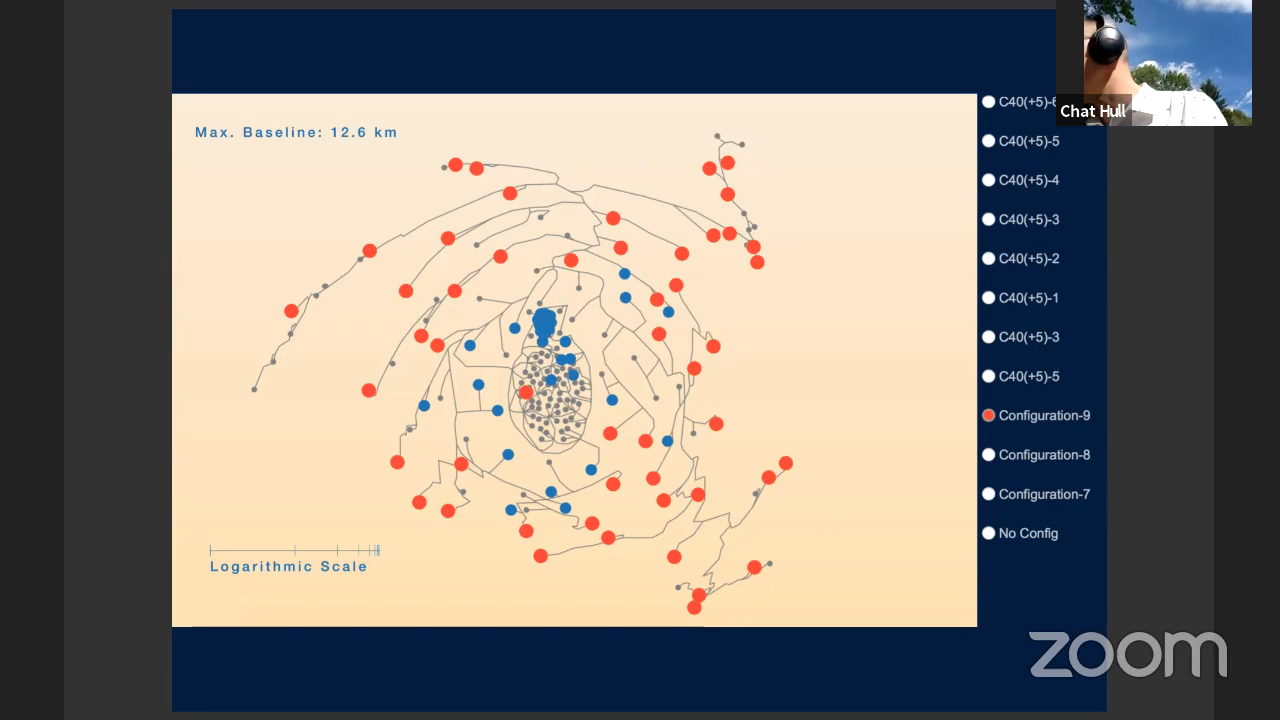 Max. Baseline: 12.6 km
Logarithmic Scale
C40(+5)-6
C40(+5)-5
C40(+5)-4
C40(+5)-3
C40(+5)-2
C40(+5)-1
C40(+5)-3
C40(+5)-5
Configuration-9
Configuration-8
Configuration-7
No Config
Chat Hull
zoom